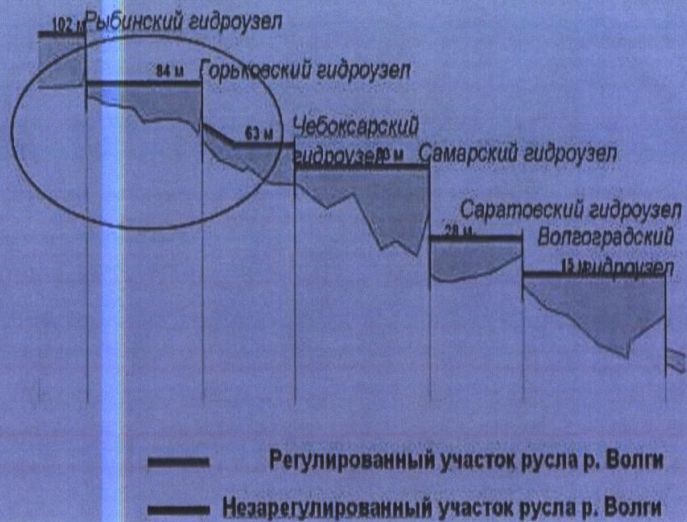 102 м Рыбинский гидроузел
84 м Горьковский гидроузел
63 м Чебоксарский
гидроузел м Самарский гидроузел
Саратовский гидроузел
28 м Волгоградский
15 м гидроузел
Регулированный участок русла р. Волги
Незарегулированный участок русла р. Волги